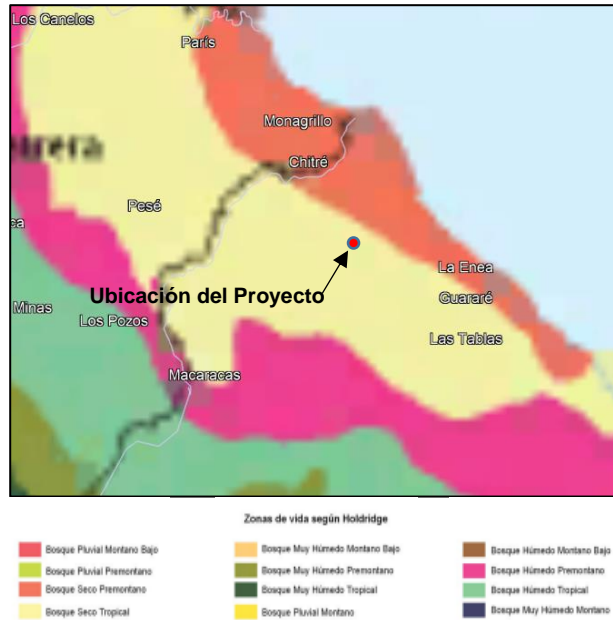 Los Canelos
París
Monagrillo
rrera
Chitré
Pesé
La Enea
Ubicación del Proyecto
Guararé
Minas
Los Pozos
Las Tablas
Macaracas
Zonas de vida según Holdridge
Bosque Pluvial Montano Bajo
Bosque Pluvial Premontano
Bosque Seco Premontano
Bosque Seco Tropical
Bosque Muy Húmedo Montano Bajo
Bosque Muy Húmedo Premontano
Bosque Muy Húmedo Tropical
Bosque Pluvial Montano
Bosque Húmedo Montano Bajo
Bosque Húmedo Premontano
Bosque Húmedo Tropical
Bosque Muy Húmedo Montano